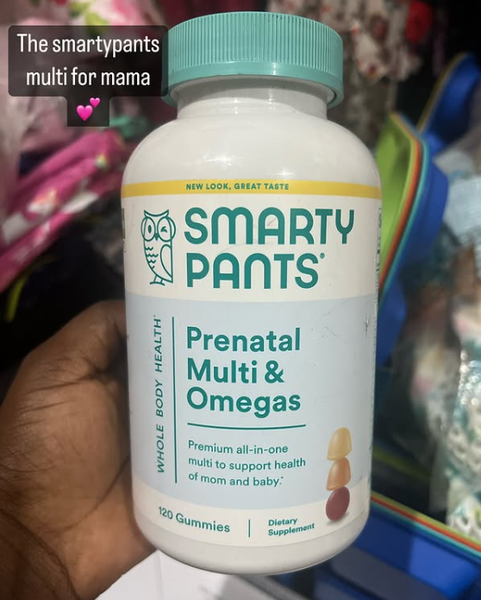 The smartypants
multi for mama
💕
NEW LOOK, GREAT TASTE
SMARTY
PANTS®
WHOLE BODY HEALTH*
Prenatal
Multi &
Omegas
Premium all-in-one
multi to support health
of mom and baby.*
120 Gummies
Dietary
Supplement